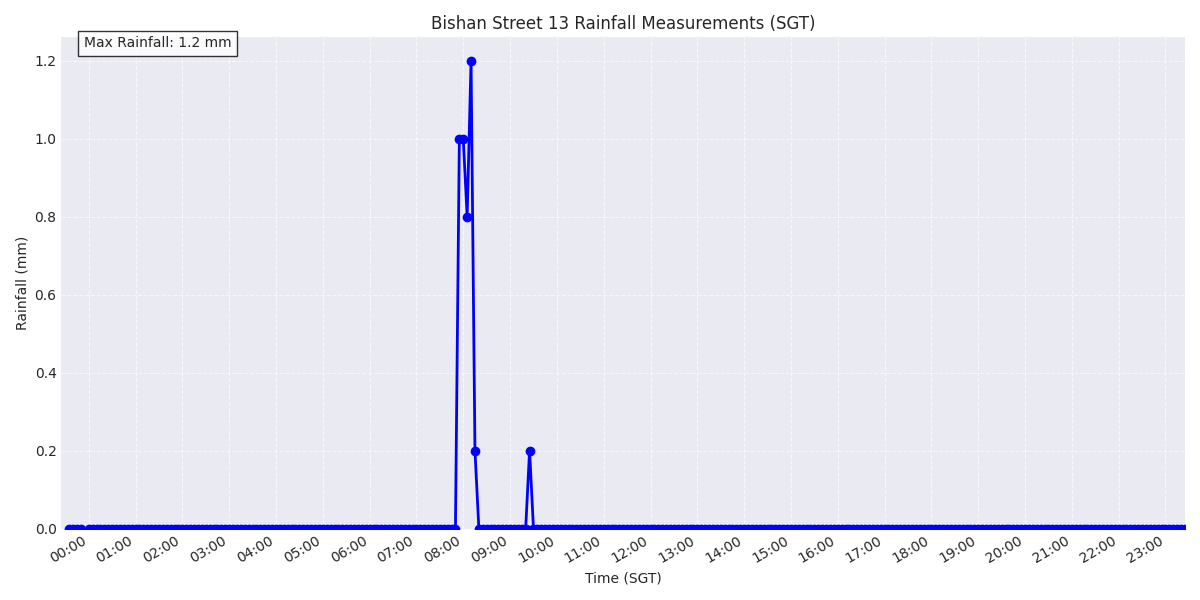 Bishan Street 13 Rainfall Measurements (SGT)
Max Rainfall: 1.2 mm
1.2
1.0
0.8
0.6
0.4
0.2
0.0
Rainfall (mm)
00:00 01:00 02:00 03:00 04:00 05:00 06:00 07:00 08:00 09:00 10:00 11:00 12:00 13:00 14:00 15:00 16:00 17:00 18:00 19:00 20:00 21:00 22:00 23:00
Time (SGT)